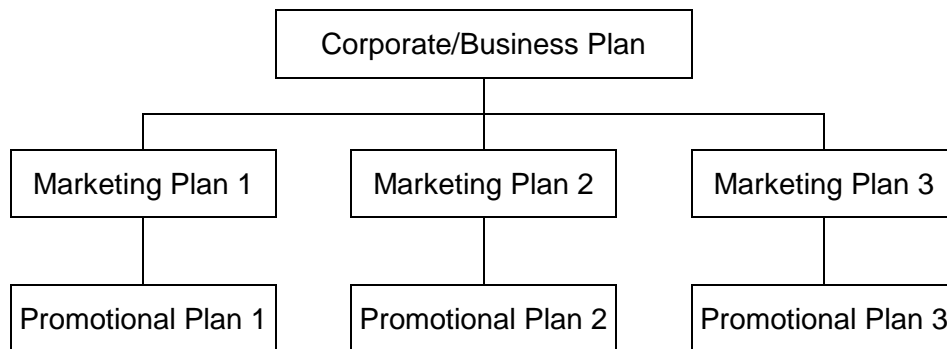 Corporate/Business Plan
Marketing Plan 1
Marketing Plan 2
Marketing Plan 3
Promotional Plan 1
Promotional Plan 2
Promotional Plan 3